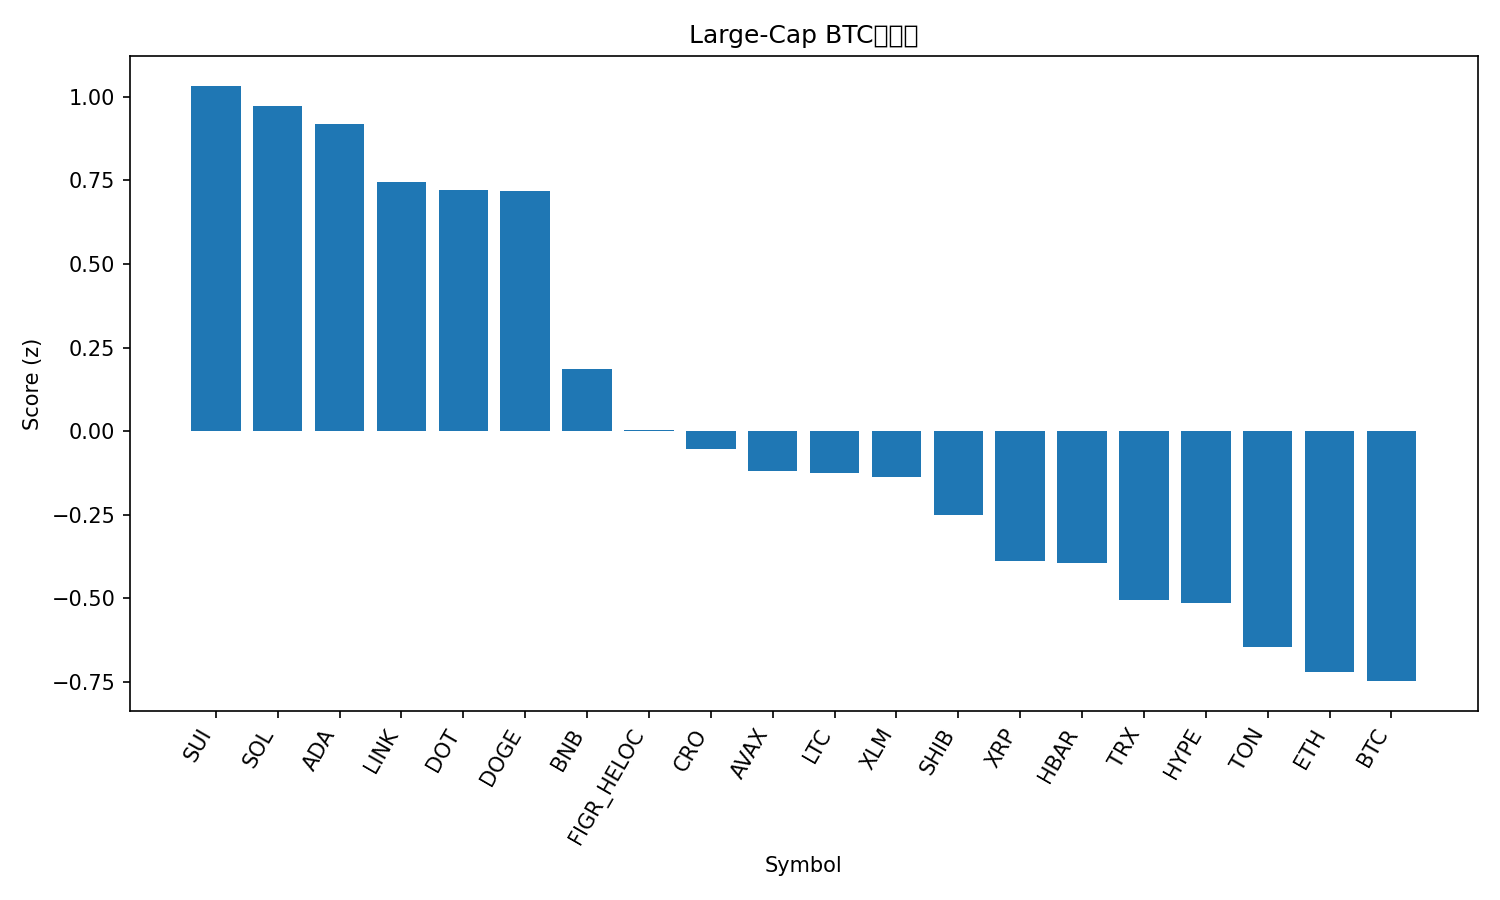 Large-Cap BTC
Score (z)
1.00
0.75
0.50
0.25
0.00
−0.25
−0.50
−0.75
SUI
SOL
ADA
LINK
DOT
DOGE
BNB
FIGR_HELOC
CRO
AVAX
LTC
XLM
SHIB
XRP
HBAR
TRX
HYPE
TON
ETH
BTC
Symbol